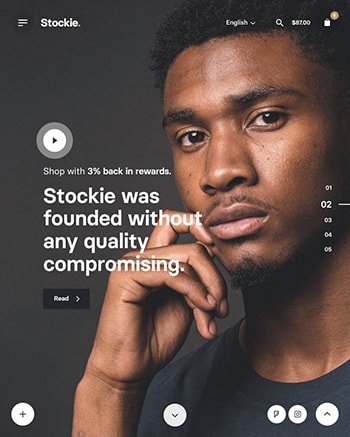 Stockie.
English
$87.00
Shop with 3% back in rewards.
Stockie was
founded without
any quality
compromising.
01
02
03
04
05
Read